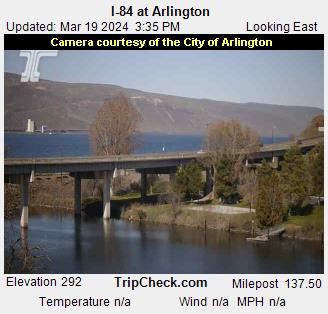 I-84 at Arlington
Updated: Mar 19 2024 3:35 PM Looking East
Camera courtesy of the City of Arlington
Elevation 292 TripCheck.com Milepost 137.50
Temperature n/a Wind n/a MPH n/a